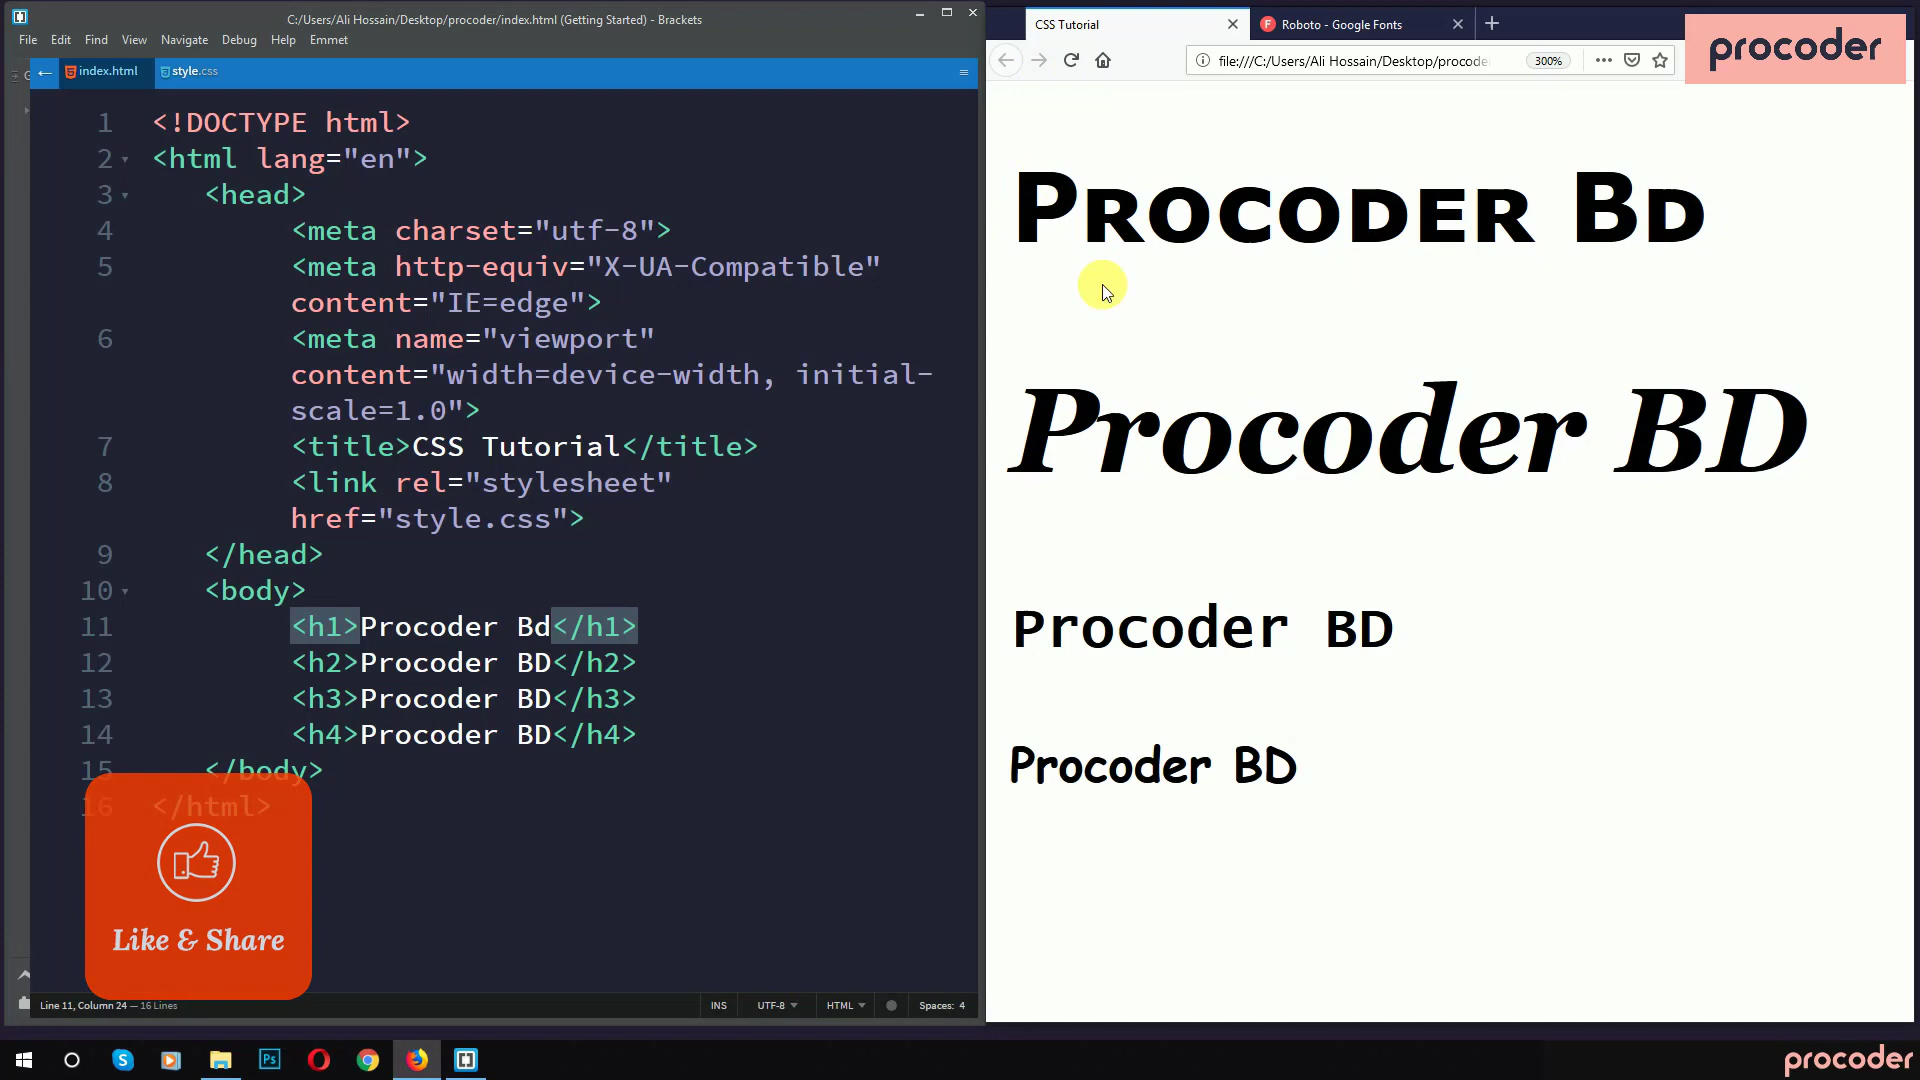 C:/Users/Ali Hossain/Desktop/procoder/index.html (Getting Started) - Brackets
File Edit Find View Navigate Debug Help Emmet
index.html style.css
1 <!DOCTYPE html>
2 <html lang="en">
3 <head>
4 <meta charset="utf-8">
5 <meta http-equiv="X-UA-Compatible"
content="IE=edge">
6 <meta name="viewport"
content="width=device-width, initial-
scale=1.0">
7 <title>CSS Tutorial</title>
8 <link rel="stylesheet"
href="style.css">
9 </head>
10 <body>
11 <h1>Procoder Bd</h1>
12 <h2>Procoder BD</h2>
13 <h3>Procoder BD</h3>
14 <h4>Procoder BD</h4>
15 </body>
16 </html>
Like & Share
Line 11, Column 24 — 16 Lines
INS UTF-8 HTML Spaces: 4
CSS Tutorial Roboto - Google Fonts
file:///C:/Users/Ali Hossain/Desktop/procode 300%
procoder
Procoder Bd
Procoder BD
Procoder BD
Procoder BD
Ps
procoder